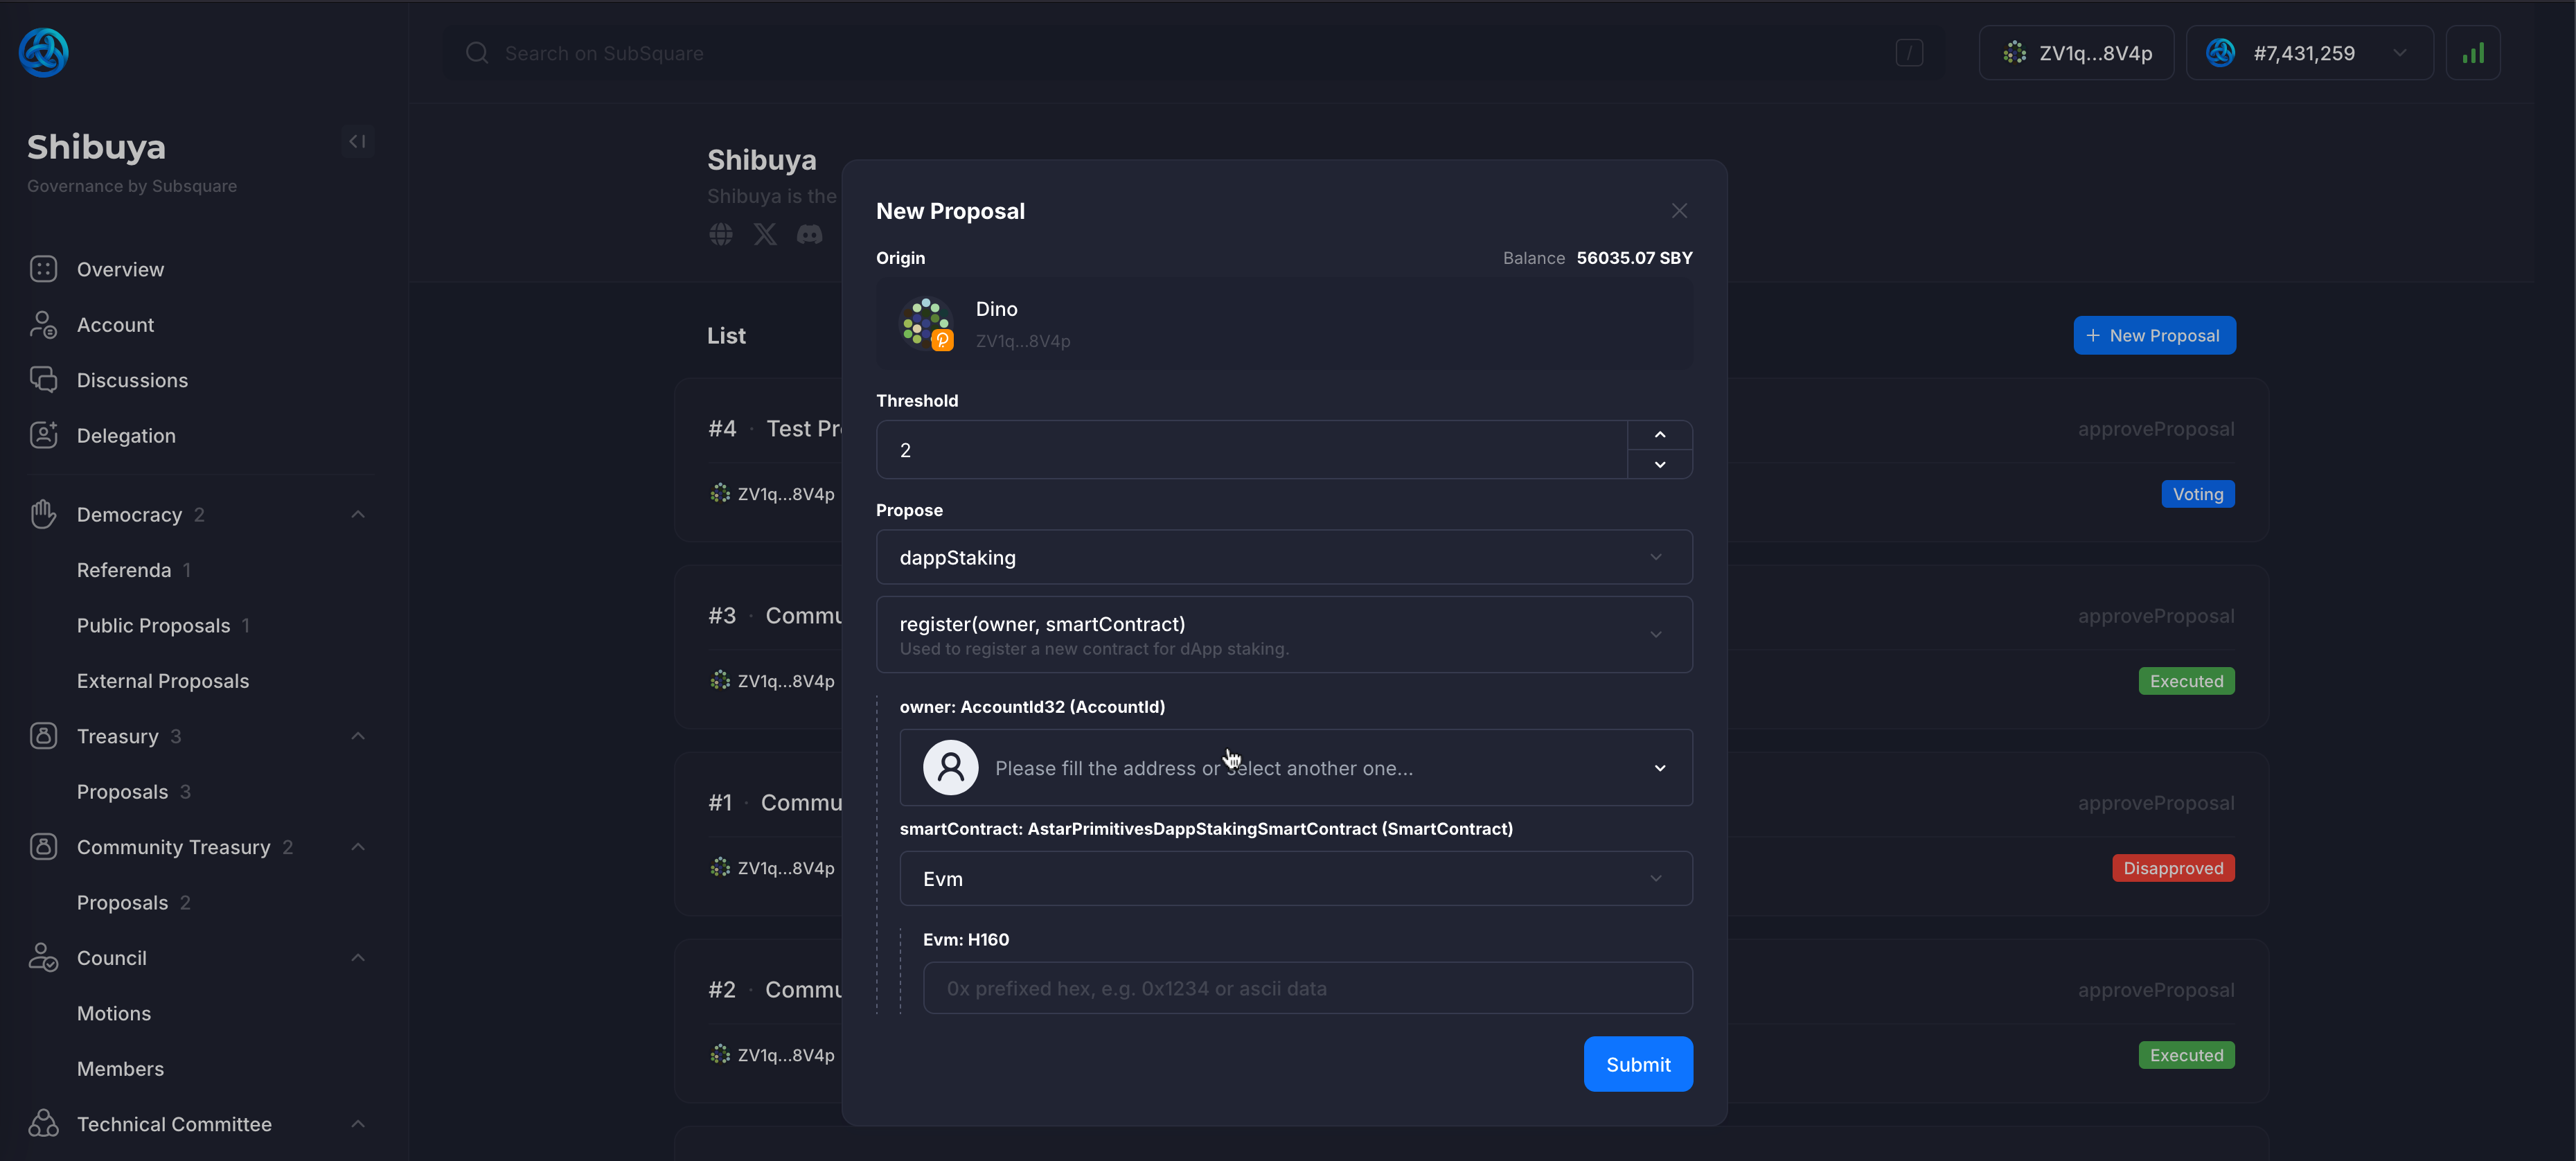 Search on SubSquare
/
ZV1q...8V4p
#7,431,259
Shibuya
Governance by Subsquare
Overview
Account
Discussions
Delegation
Democracy 2
Referenda 1
Public Proposals 1
External Proposals
Treasury 3
Proposals 3
Community Treasury 2
Proposals 2
Council
Motions
Members
Technical Committee
Shibuya
Shibuya is the
List
+ New Proposal
#4 · Test Pr
approveProposal
ZV1q...8V4p
Voting
#3 · Commu
approveProposal
ZV1q...8V4p
Executed
#1 · Commu
approveProposal
ZV1q...8V4p
Disapproved
#2 · Commu
approveProposal
ZV1q...8V4p
Executed
New Proposal
Origin
Balance 56035.07 SBY
Dino
ZV1q...8V4p
Threshold
2
Propose
dappStaking
register(owner, smartContract)
Used to register a new contract for dApp staking.
owner: AccountId32 (AccountId)
Please fill the address or select another one...
smartContract: AstarPrimitivesDappStakingSmartContract (SmartContract)
Evm
Evm: H160
0x prefixed hex, e.g. 0x1234 or ascii data
Submit